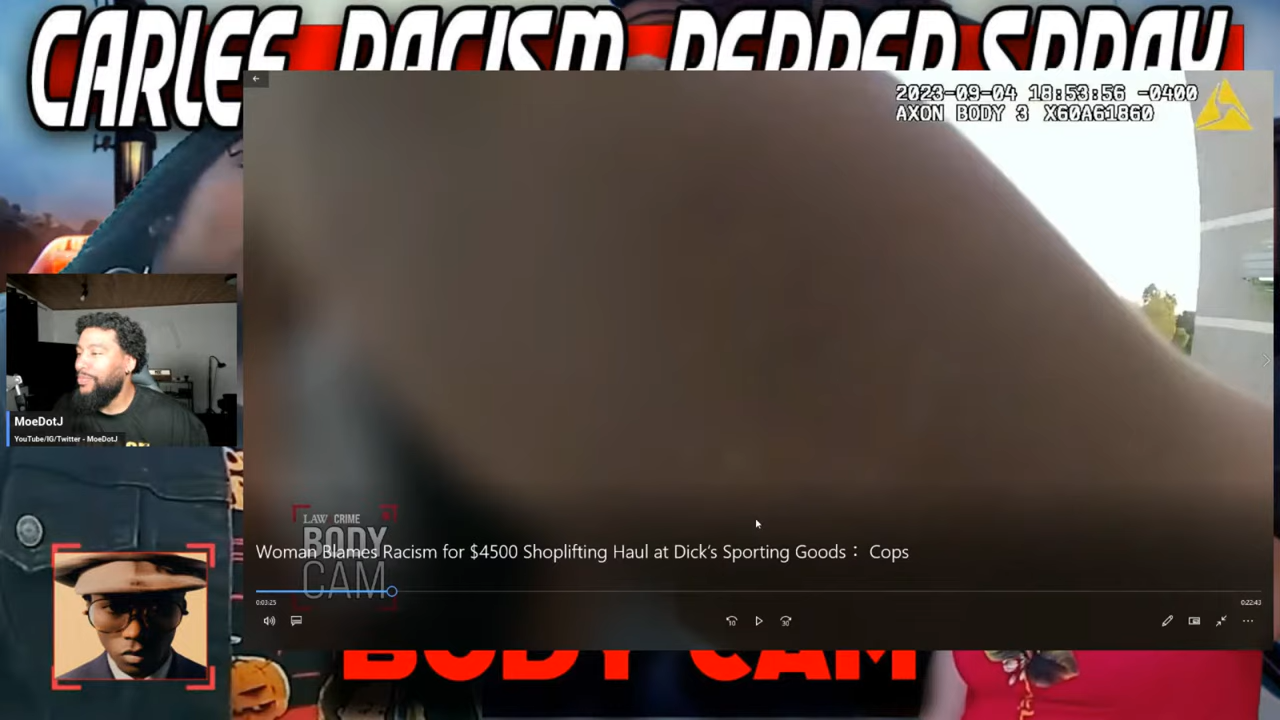 CARLEE RACISM PEPPER SPRAY
2023-09-04 18:53:56 -0400
AXON BODY 3 X60A61860
MoeDotJ
YouTube/IG/Twitter - MoeDotJ
LAW CRIME
BODY
CAM
Woman Blames Racism for $4500 Shoplifting Haul at Dick's Sporting Goods： Cops
0:03:25
0:22:43
10
30
BODY CAM